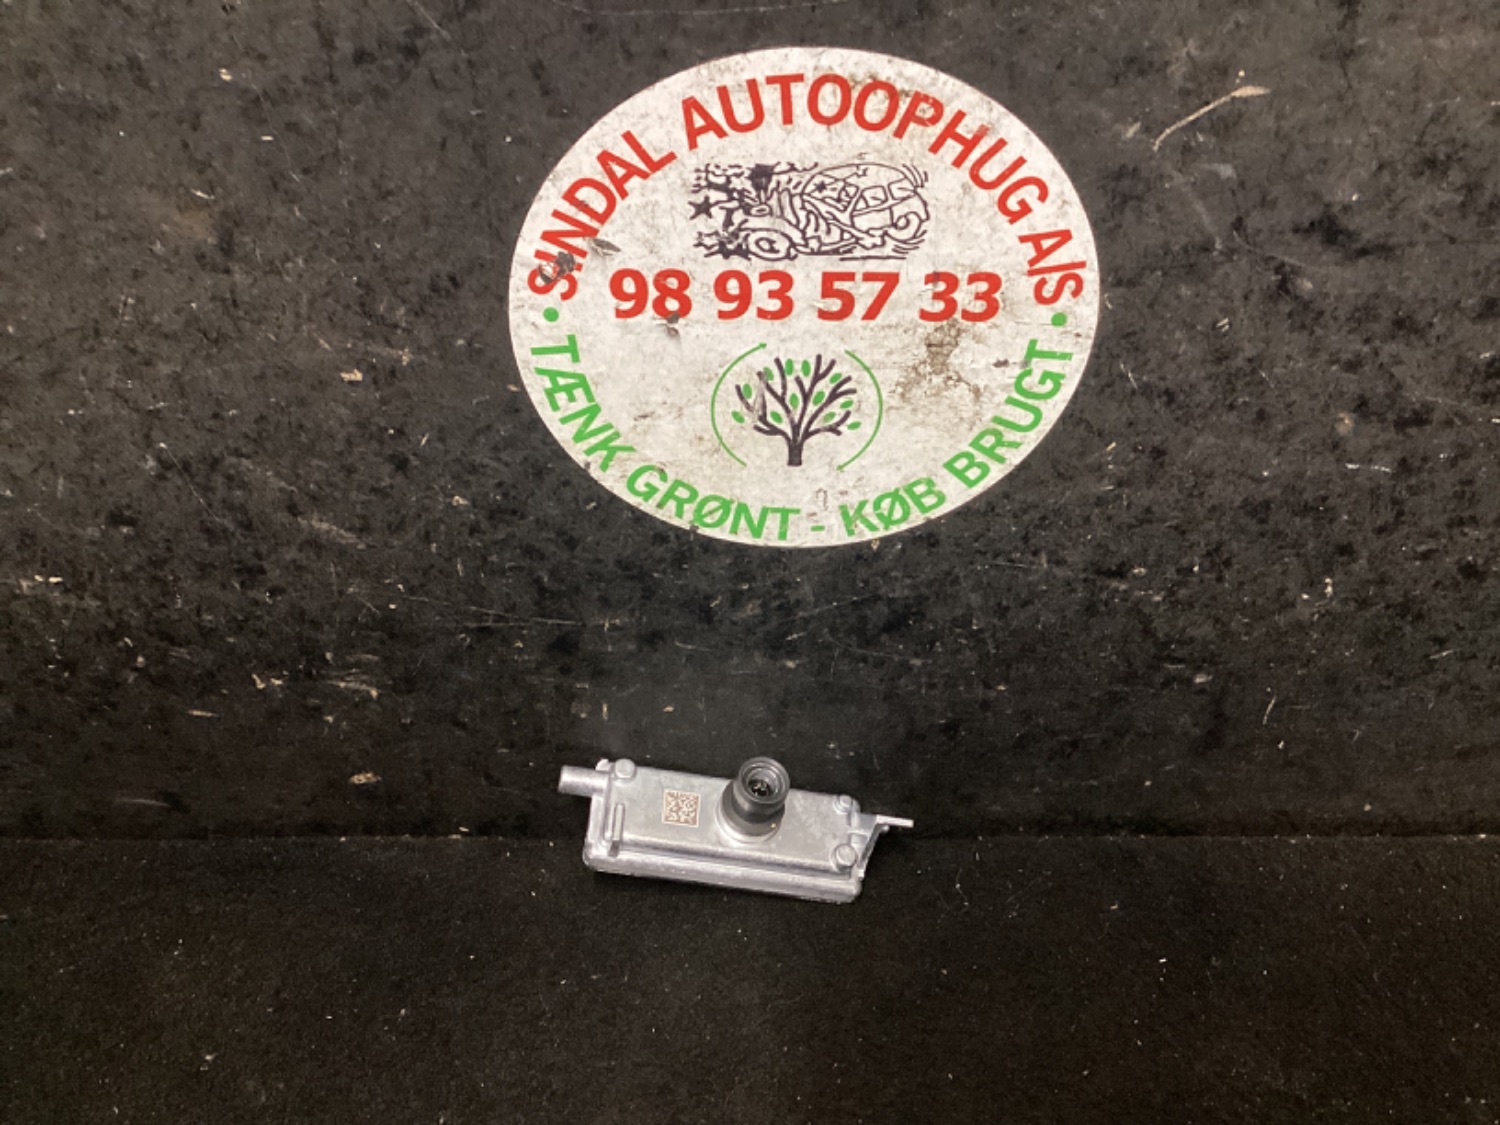 SINDAL AUTOOPHUG A/S
98 93 57 33
• TÆNK GRØNT - KØB BRUGT •